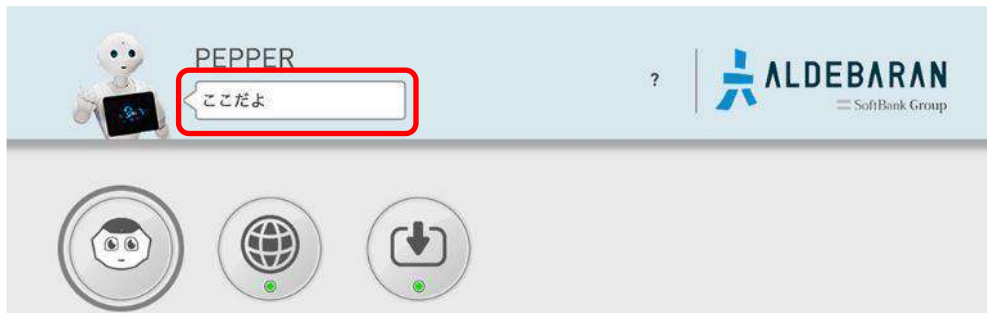 PEPPER
ここだよ
?
ALDEBARAN
SoftBank Group